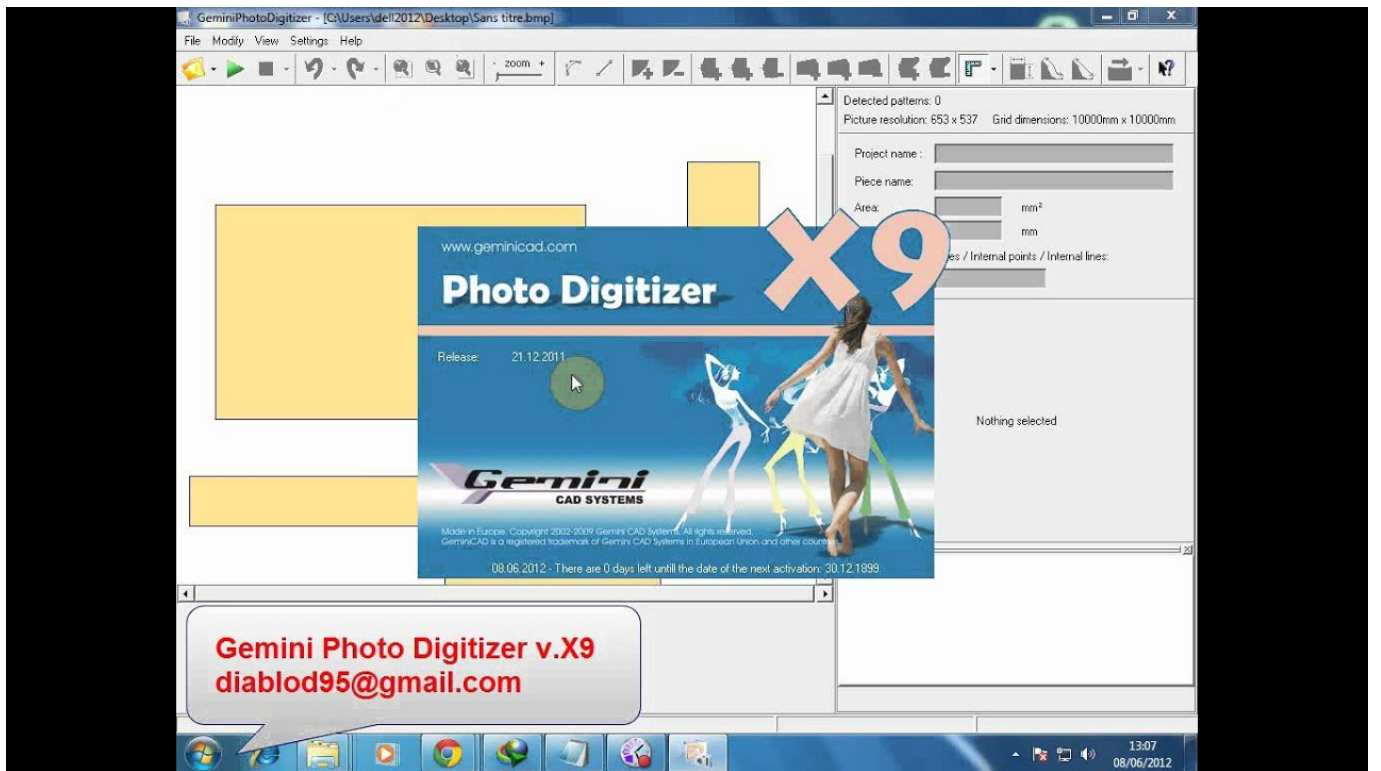 GeminiPhotoDigitizer - [C:\Users\dell2012\Desktop\Sans titre.bmp]
File Modify View Settings Help
- zoom +
Detected patterns: 0
Picture resolution: 653 x 537 Grid dimensions: 10000mm x 10000mm
Project name :
Piece name:
Area: mm²
mm
es / Internal points / Internal lines:
Nothing selected
www.geminicad.com
X9
Photo Digitizer
Release: 21.12.2011
Gemini
CAD SYSTEMS
Made in Europe. Copyright 2002-2009 Gemini CAD Systems. All rights reserved.
GeminiCAD is a registered trademark of Gemini CAD Systems in European Union and other countries.
08.06.2012 - There are 0 days left untill the date of the next activation: 30.12.1899
Gemini Photo Digitizer v.X9
diablod95@gmail.com
13:07
08/06/2012